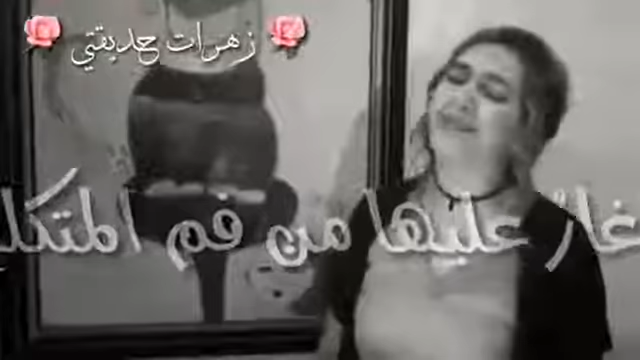 زهرات حديقتي
غار عليها من فم المتكل